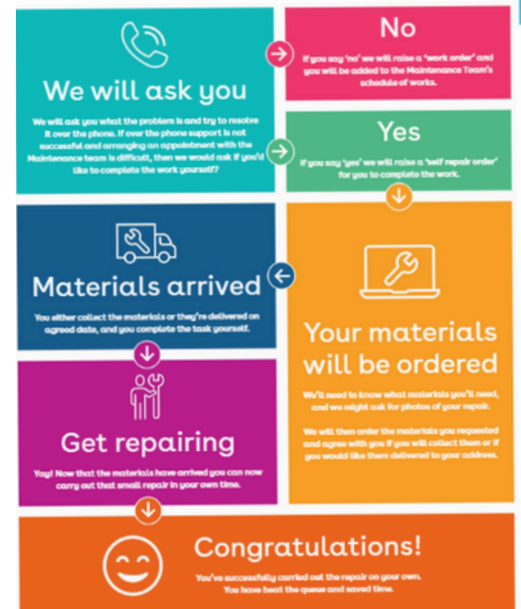 We will ask you
We will ask you what the problem is and try to resolve
it over the phone. If over the phone support is not
successful and arranging an appointment with the
Maintenance team is difficult, then we would ask if you'd
like to complete the work yourself?
No
If you say 'no' we will raise a 'work order' and
you will be added to the Maintenance Team's
schedule of works.
Yes
If you say 'yes' we will raise a 'self repair order'
for you to complete the work.
Your materials
will be ordered
We'll need to know what materials you'll need,
and we might ask for photos of your repair.
We will then order the materials you requested
and agree with you if you will collect them or if
you would like them delivered to your address.
Materials arrived
You either collect the materials or they're delivered on
agreed date, and you complete the task yourself.
Get repairing
Yay! Now that the materials have arrived you can now
carry out that small repair in your own time.
Congratulations!
You've successfully carried out the repair on your own.
You have beat the queue and saved time.